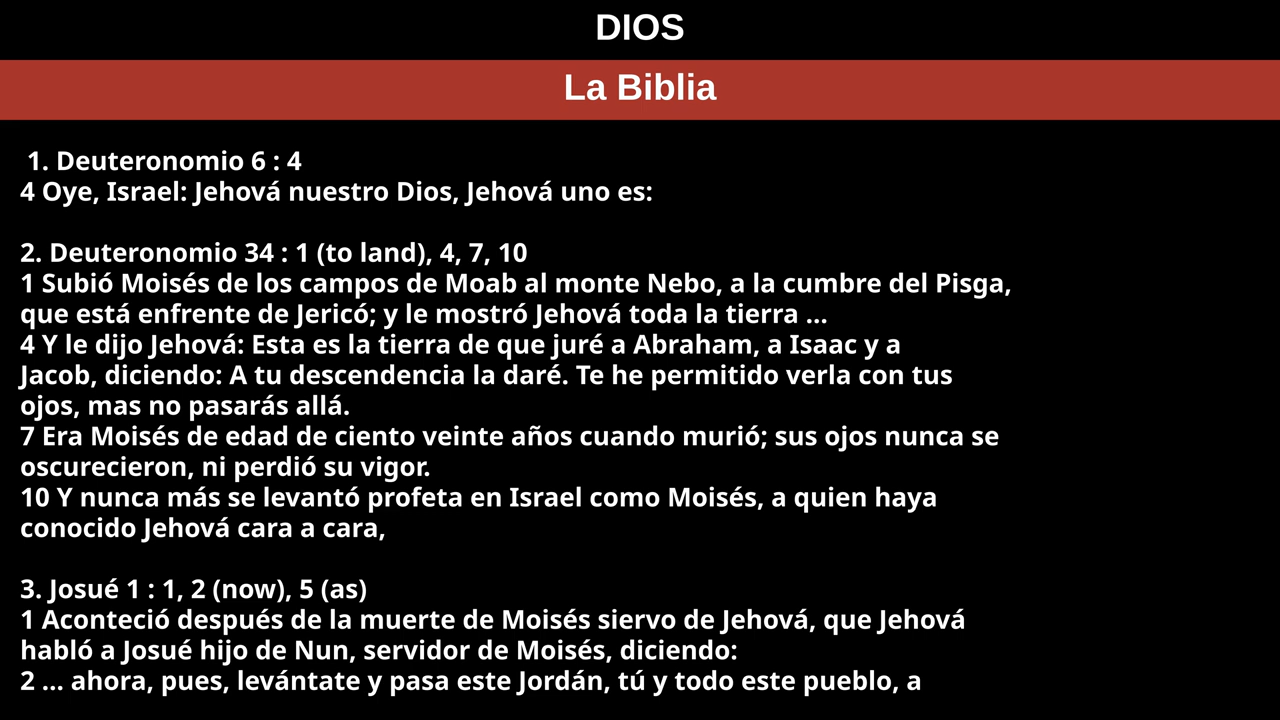 DIOS
La Biblia
1. Deuteronomio 6 : 4
4 Oye, Israel: Jehová nuestro Dios, Jehová uno es:
2. Deuteronomio 34 : 1 (to land), 4, 7, 10
1 Subió Moisés de los campos de Moab al monte Nebo, a la cumbre del Pisga,
que está enfrente de Jericó; y le mostró Jehová toda la tierra ...
4 Y le dijo Jehová: Esta es la tierra de que juré a Abraham, a Isaac y a
Jacob, diciendo: A tu descendencia la daré. Te he permitido verla con tus
ojos, mas no pasarás allá.
7 Era Moisés de edad de ciento veinte años cuando murió; sus ojos nunca se
oscurecieron, ni perdió su vigor.
10 Y nunca más se levantó profeta en Israel como Moisés, a quien haya
conocido Jehová cara a cara,
3. Josué 1 : 1, 2 (now), 5 (as)
1 Aconteció después de la muerte de Moisés siervo de Jehová, que Jehová
habló a Josué hijo de Nun, servidor de Moisés, diciendo:
2 ... ahora, pues, levántate y pasa este Jordán, tú y todo este pueblo, a